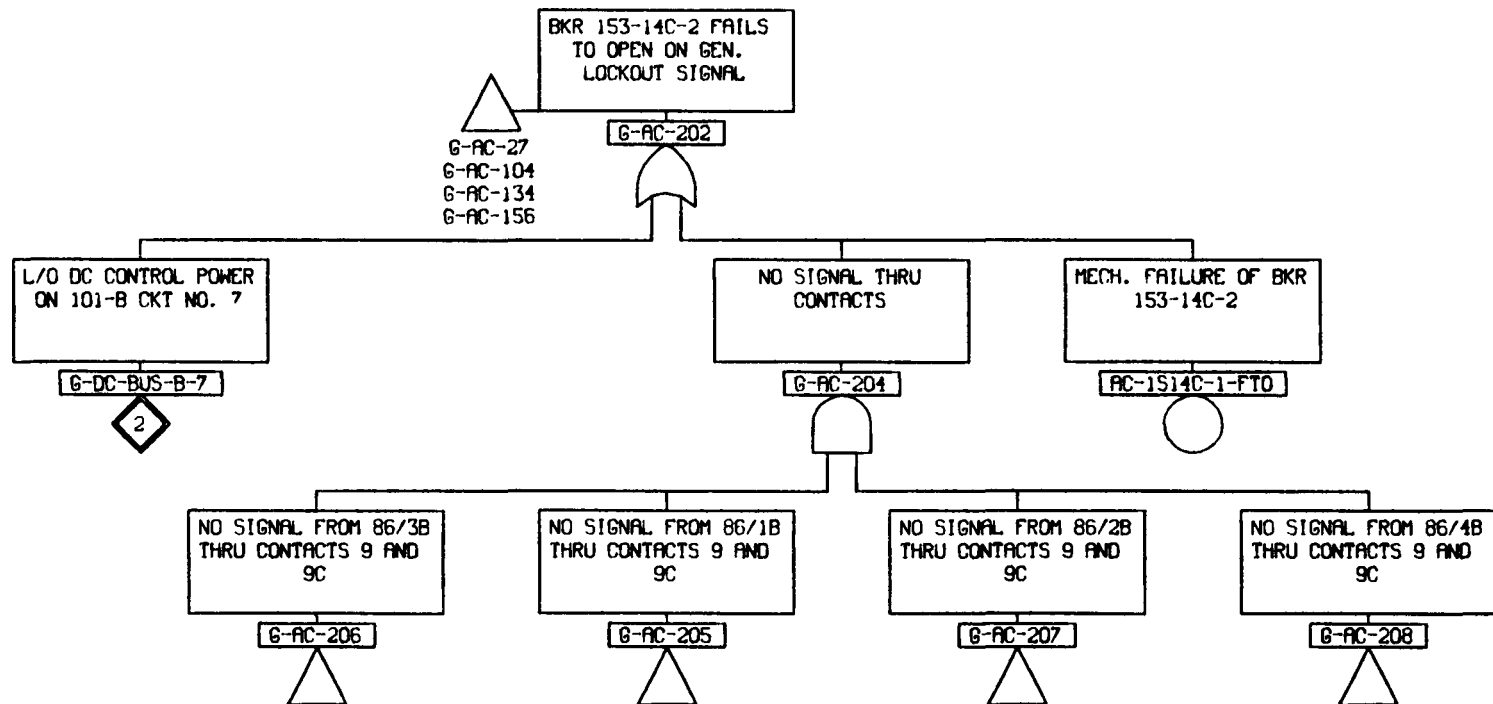 BKR 153-14C-2 FAILS
TO OPEN ON GEN.
LOCKOUT SIGNAL
G-AC-202
G-AC-27
G-AC-104
G-AC-134
G-AC-156
L/O DC CONTROL POWER
ON 101-B CKT NO. 7
G-DC-BUS-B-7
2
NO SIGNAL THRU
CONTACTS
G-AC-204
MECH. FAILURE OF BKR
153-14C-2
AC-1S14C-1-FTO
NO SIGNAL FROM 86/3B
THRU CONTACTS 9 AND
9C
G-AC-206
NO SIGNAL FROM 86/1B
THRU CONTACTS 9 AND
9C
G-AC-205
NO SIGNAL FROM 86/2B
THRU CONTACTS 9 AND
9C
G-AC-207
NO SIGNAL FROM 86/4B
THRU CONTACTS 9 AND
9C
G-AC-208